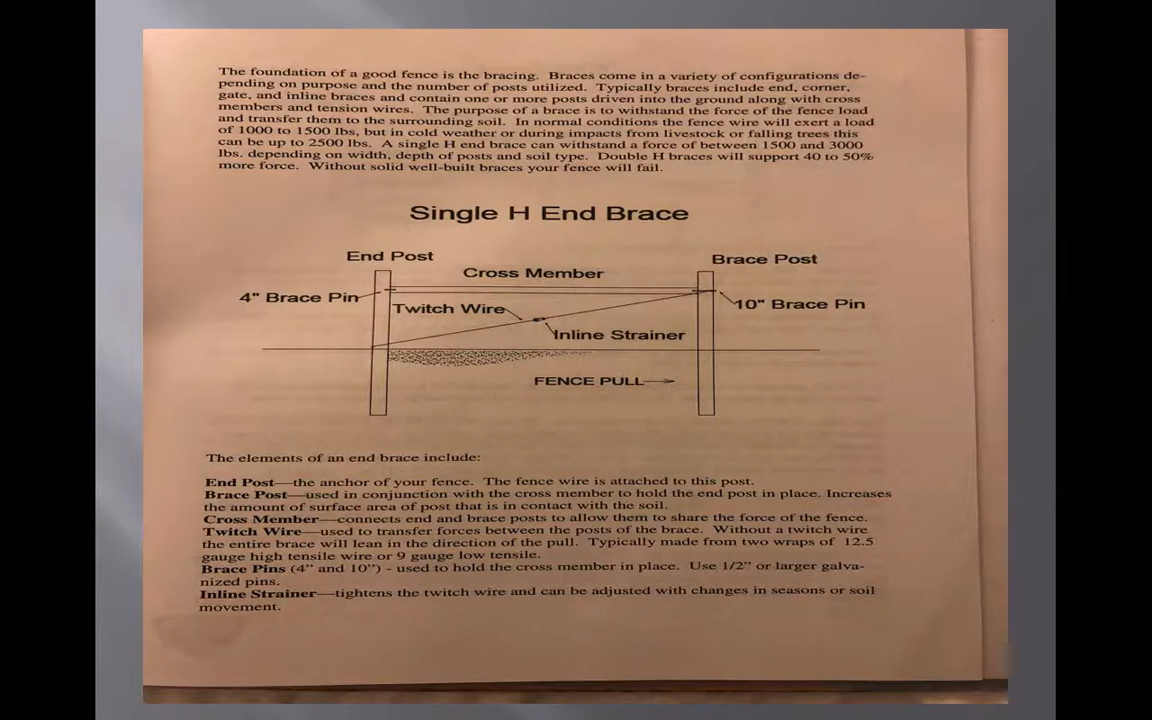 The foundation of a good fence is the bracing. Braces come in a variety of configurations de-
pending on purpose and the number of posts utilized. Typically braces include end, corner,
gate, and inline braces and contain one or more posts driven into the ground along with cross
members and tension wires. The purpose of a brace is to withstand the force of the fence load
and transfer them to the surrounding soil. In normal conditions the fence wire will exert a load
of 1000 to 1500 lbs, but in cold weather or during impacts from livestock or falling trees this
can be up to 2500 lbs. A single H end brace can withstand a force of between 1500 and 3000
lbs. depending on width, depth of posts and soil type. Double H braces will support 40 to 50%
more force. Without solid well-built braces your fence will fail.
Single H End Brace
End Post
Brace Post
Cross Member
4" Brace Pin
10" Brace Pin
Twitch Wire
Inline Strainer
FENCE PULL
The elements of an end brace include:
End Post—the anchor of your fence. The fence wire is attached to this post.
Brace Post—used in conjunction with the cross member to hold the end post in place. Increases
the amount of surface area of post that is in contact with the soil.
Cross Member—connects end and brace posts to allow them to share the force of the fence.
Twitch Wire—used to transfer forces between the posts of the brace. Without a twitch wire
the entire brace will lean in the direction of the pull. Typically made from two wraps of 12.5
gauge high tensile wire or 9 gauge low tensile.
Brace Pins (4” and 10”) - used to hold the cross member in place. Use 1/2” or larger galva-
nized pins.
Inline Strainer—tightens the twitch wire and can be adjusted with changes in seasons or soil
movement.